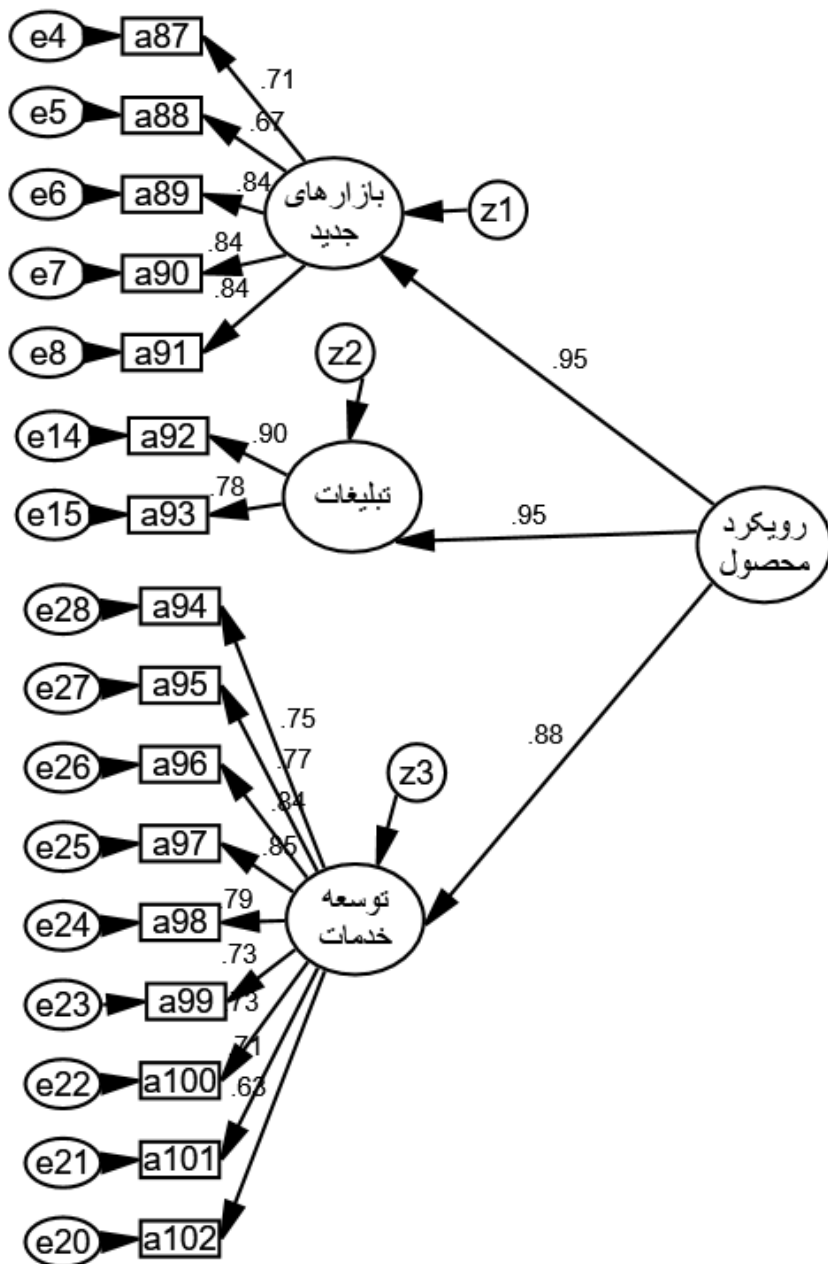 e4 a87
.71
e5 a88
.67
e6 a89
.84
بازارهای
جدید
z1
e7 a90
.84
.84
e8 a91
z2
.95
e14 a92
.90
تبلیغات
e15 a93
.78
.95
رویکرد
محصول
e28 a94
e27 a95
.75
e26 a96
.77
z3
.88
.84
e25 a97
.85
توسعه
خدمات
e24 a98
.79
.73
e23 a99
.73
e22 a100
.71
.63
e21 a101
e20 a102